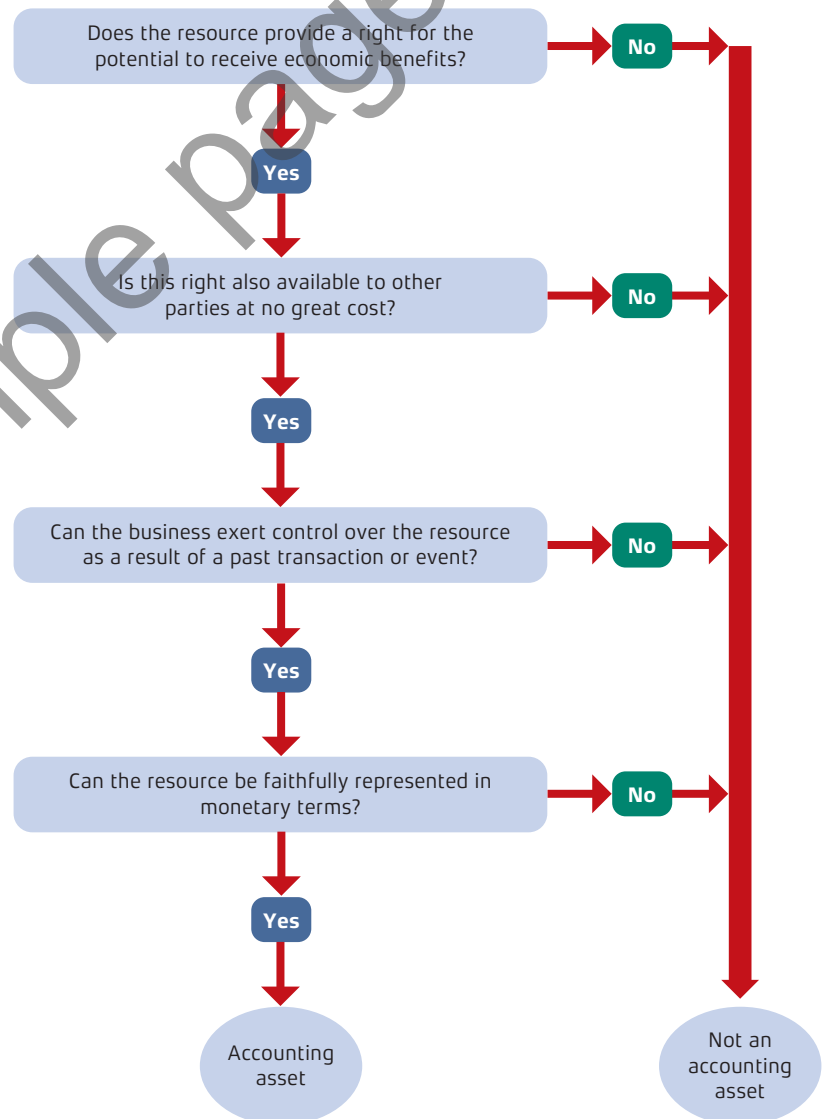 Does the resource provide a right for the
potential to receive economic benefits?
No
Yes
Is this right also available to other
parties at no great cost?
No
Yes
Can the business exert control over the resource
as a result of a past transaction or event?
No
Yes
Can the resource be faithfully represented in
monetary terms?
No
Yes
Accounting
asset
Not an
accounting
asset
ple page